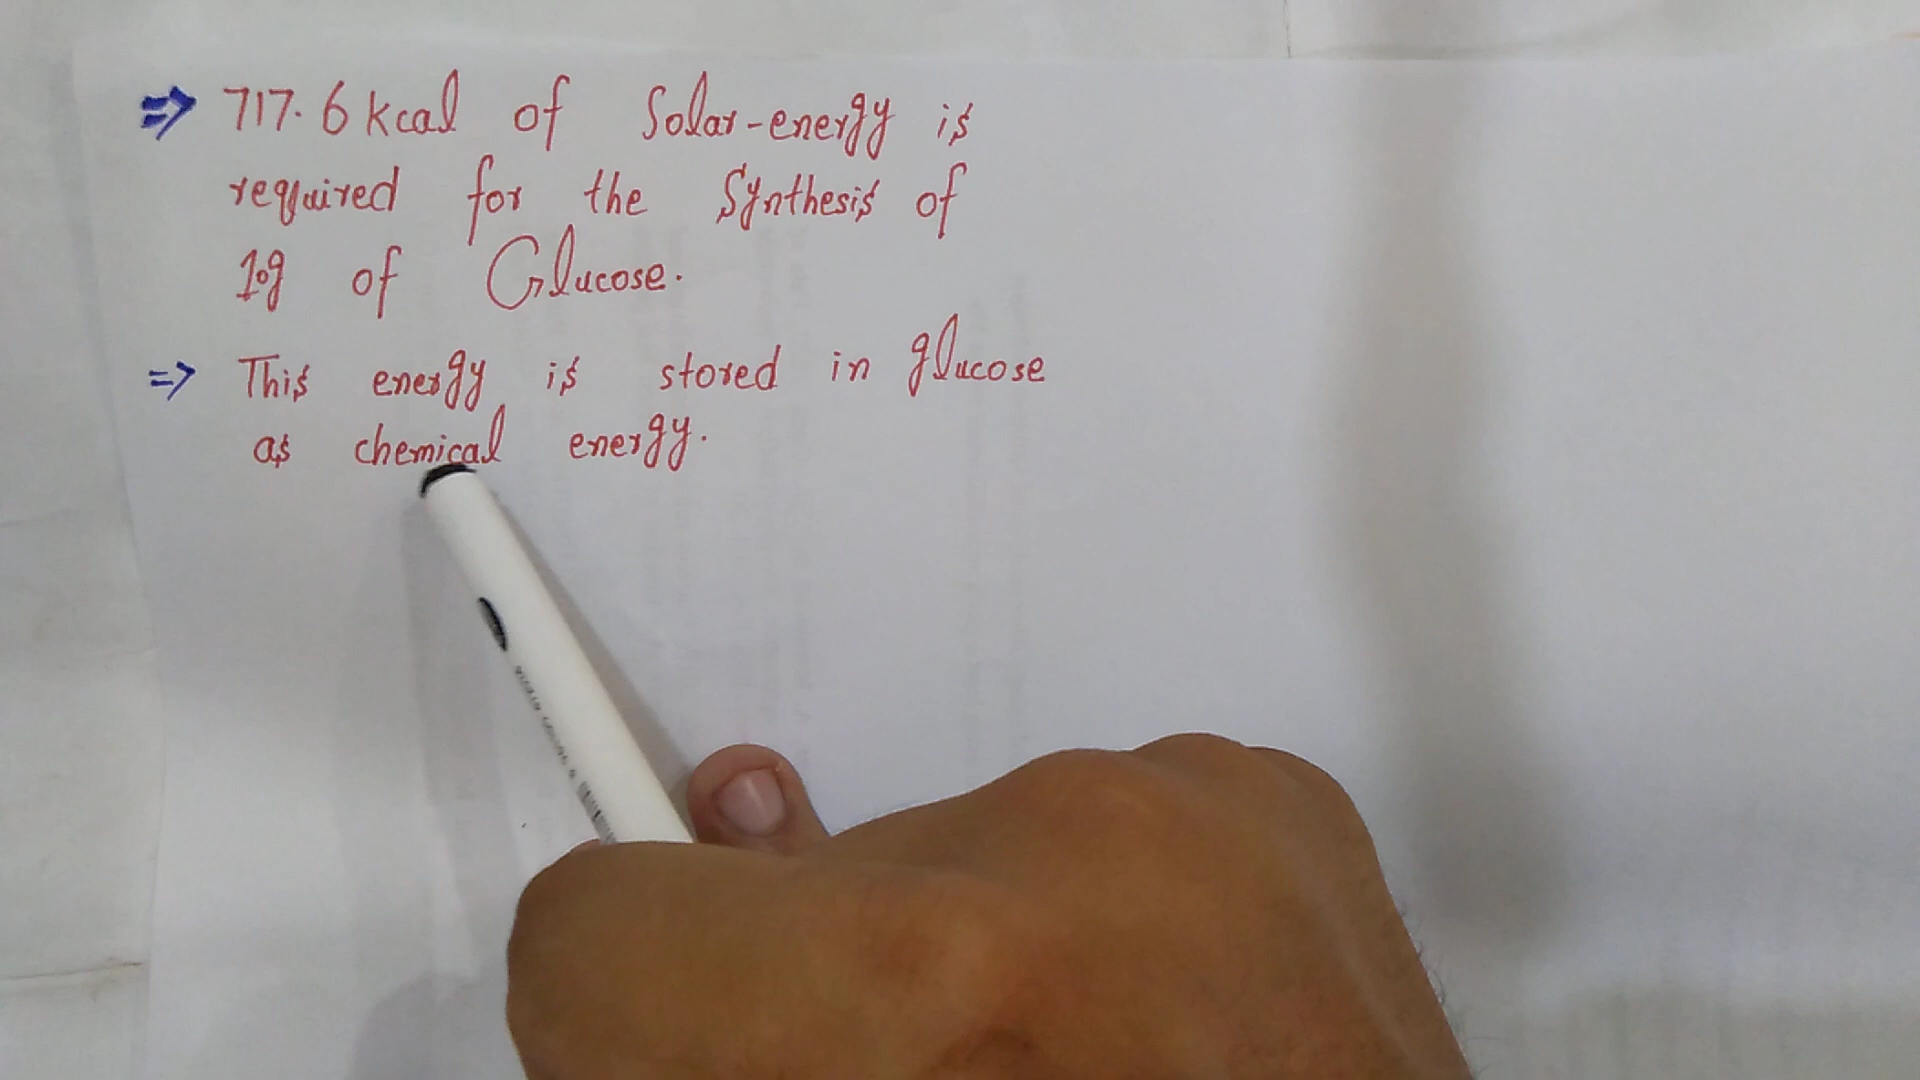 ⇒ 717.6 kcal of Solar-energy is
required for the Synthesis of
10g of Glucose.
⇒ This energy is stored in glucose
as chemical energy.